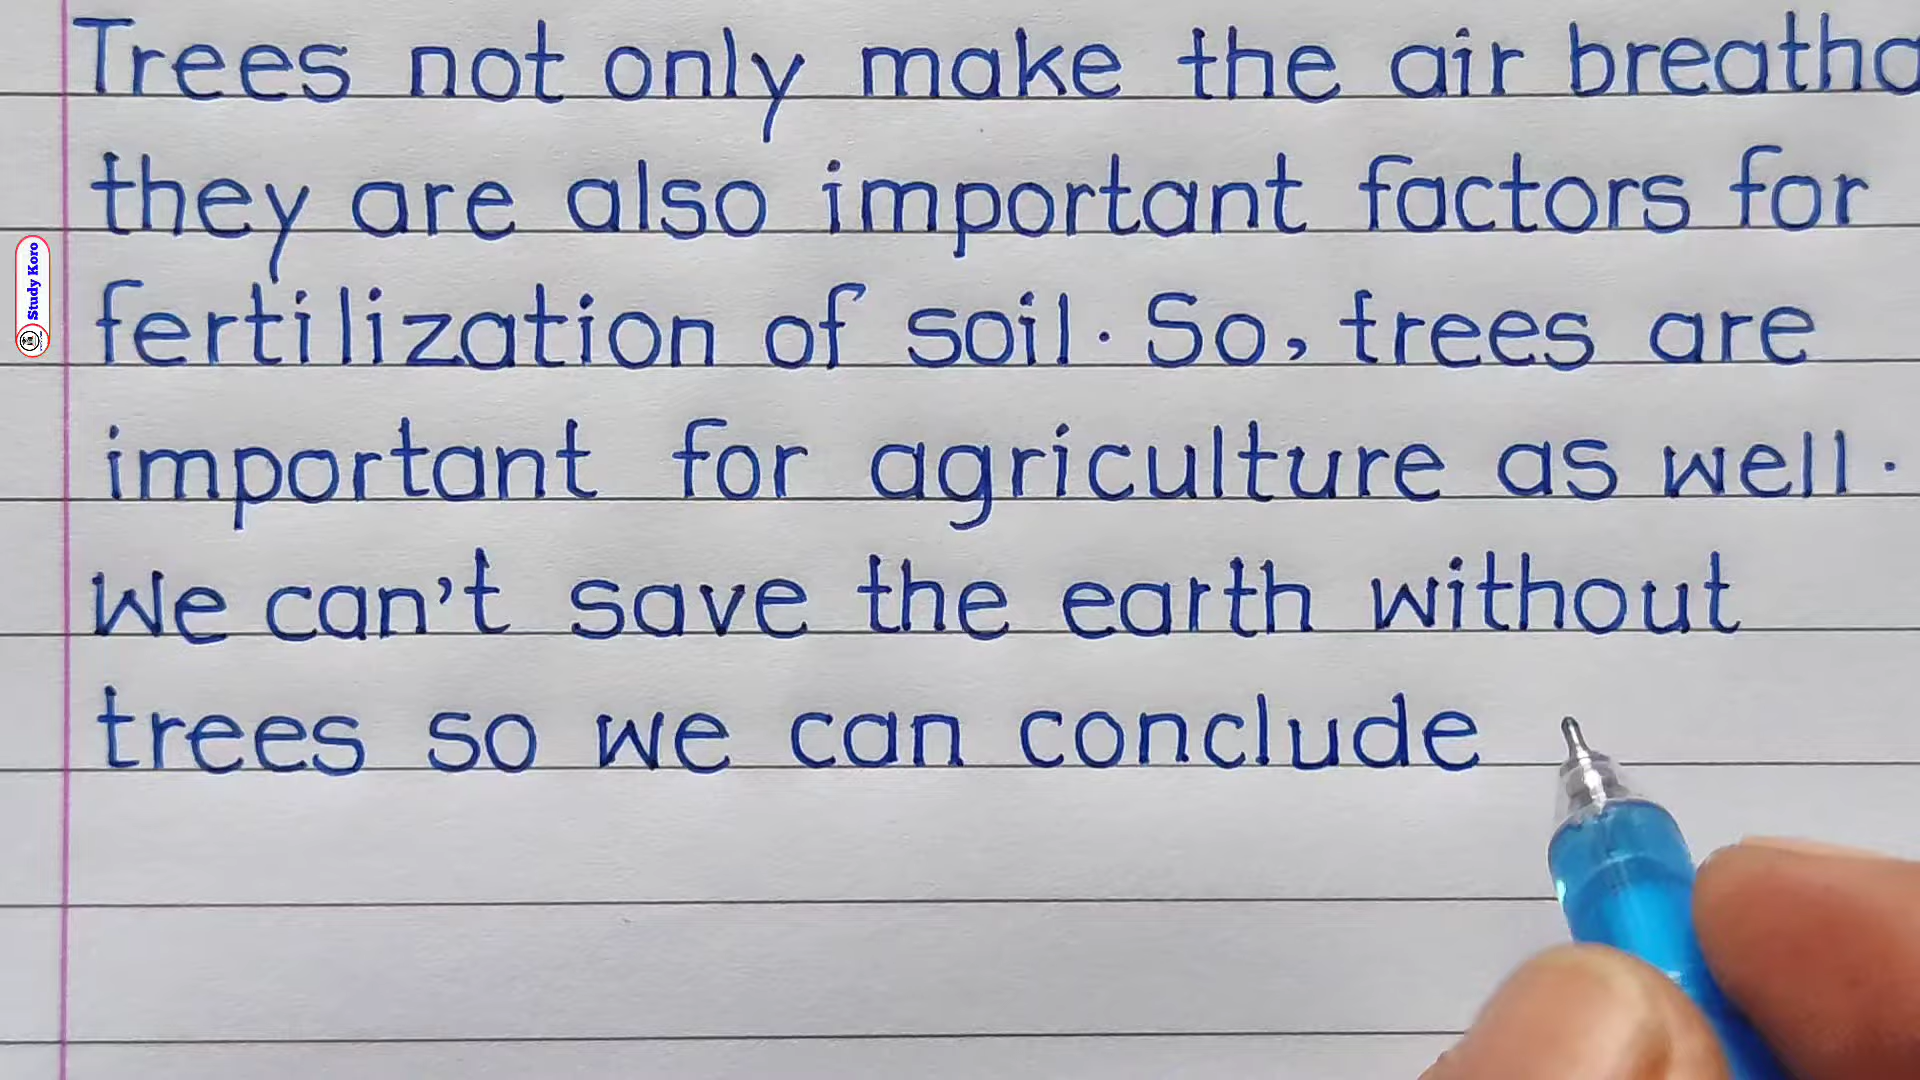 Trees not only make the air breatha
they are also important factors for
fertilization of soil. So, trees are
important for agriculture as well.
We can't save the earth without
trees so we can conclude
Study Koro